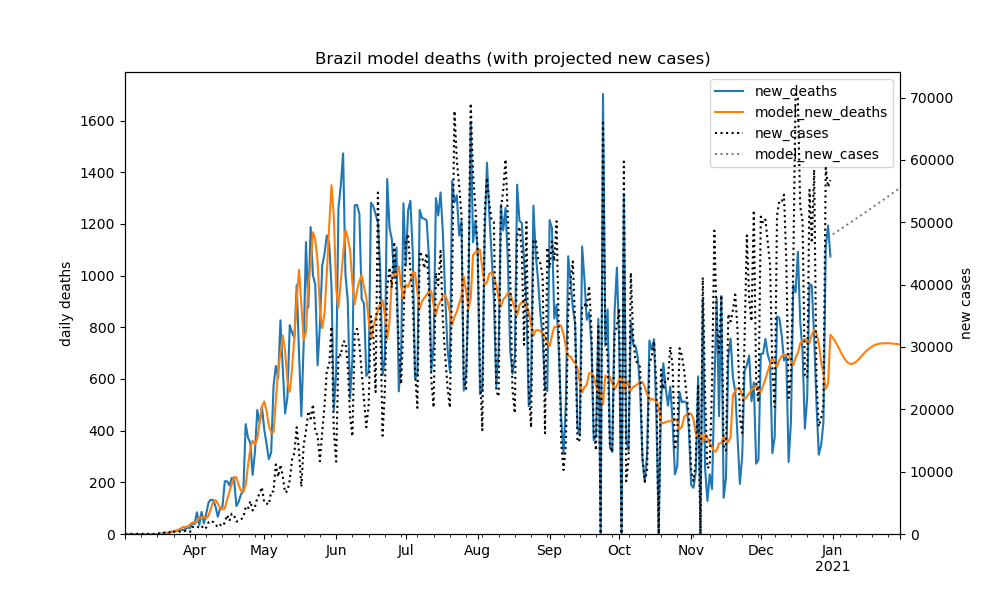 Brazil model deaths (with projected new cases)
new_deaths
model_new_deaths
new_cases
model_new_cases
daily deaths
new cases
1600
1400
1200
1000
800
600
400
200
0
70000
60000
50000
40000
30000
20000
10000
0
Apr May Jun Jul Aug Sep Oct Nov Dec Jan
2021